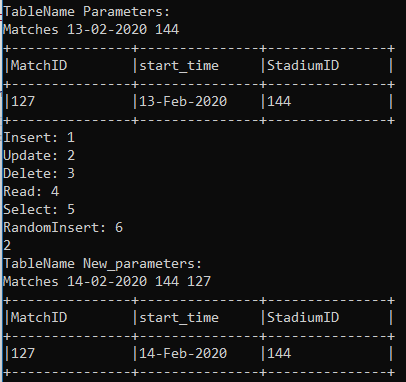 TableName Parameters:
Matches 13-02-2020 144
+---------------+---------------+---------------+
|MatchID        |start_time     |StadiumID      |
+---------------+---------------+---------------+
|127            |13-Feb-2020    |144            |
+---------------+---------------+---------------+
Insert: 1
Update: 2
Delete: 3
Read: 4
Select: 5
RandomInsert: 6
2
TableName New_parameters:
Matches 14-02-2020 144 127
+---------------+---------------+---------------+
|MatchID        |start_time     |StadiumID      |
+---------------+---------------+---------------+
|127            |14-Feb-2020    |144            |
+---------------+---------------+---------------+